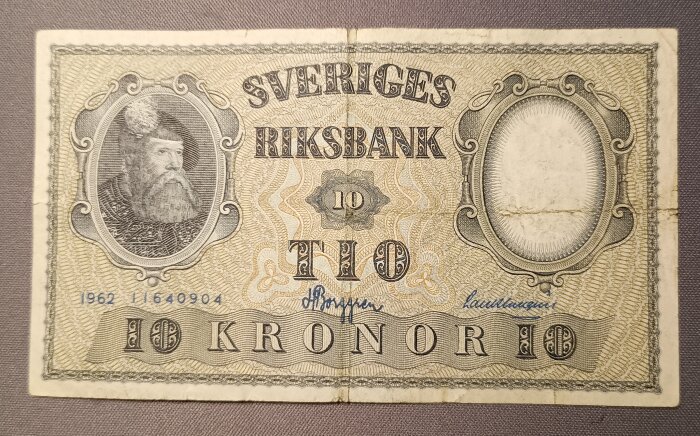 SVERIGES
RIKSBANK
10
TIO
1962 11640904
10 KRONOR 10